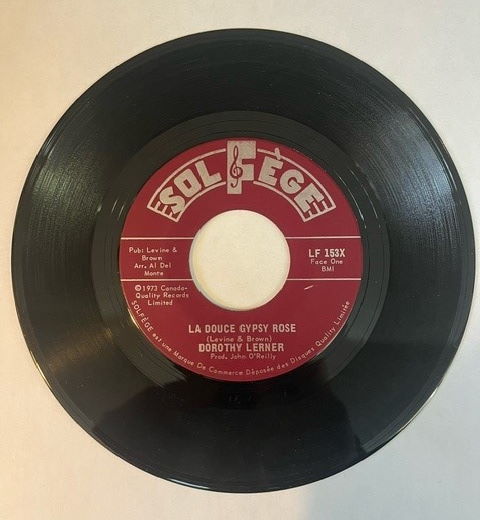 SOLFÈGE
Pub: Levine &
Brown
Arr. Al Del
Monte
LF 153X
Face One
BMI
©1973 Canada-
Quality Records
Limited
LA DOUCE GYPSY ROSE
(Levine & Brown)
DOROTHY LERNER
Prod. John O'Reilly
SOLFÈGE est une Marque De Commerce Déposée des Disques Quality Limitée